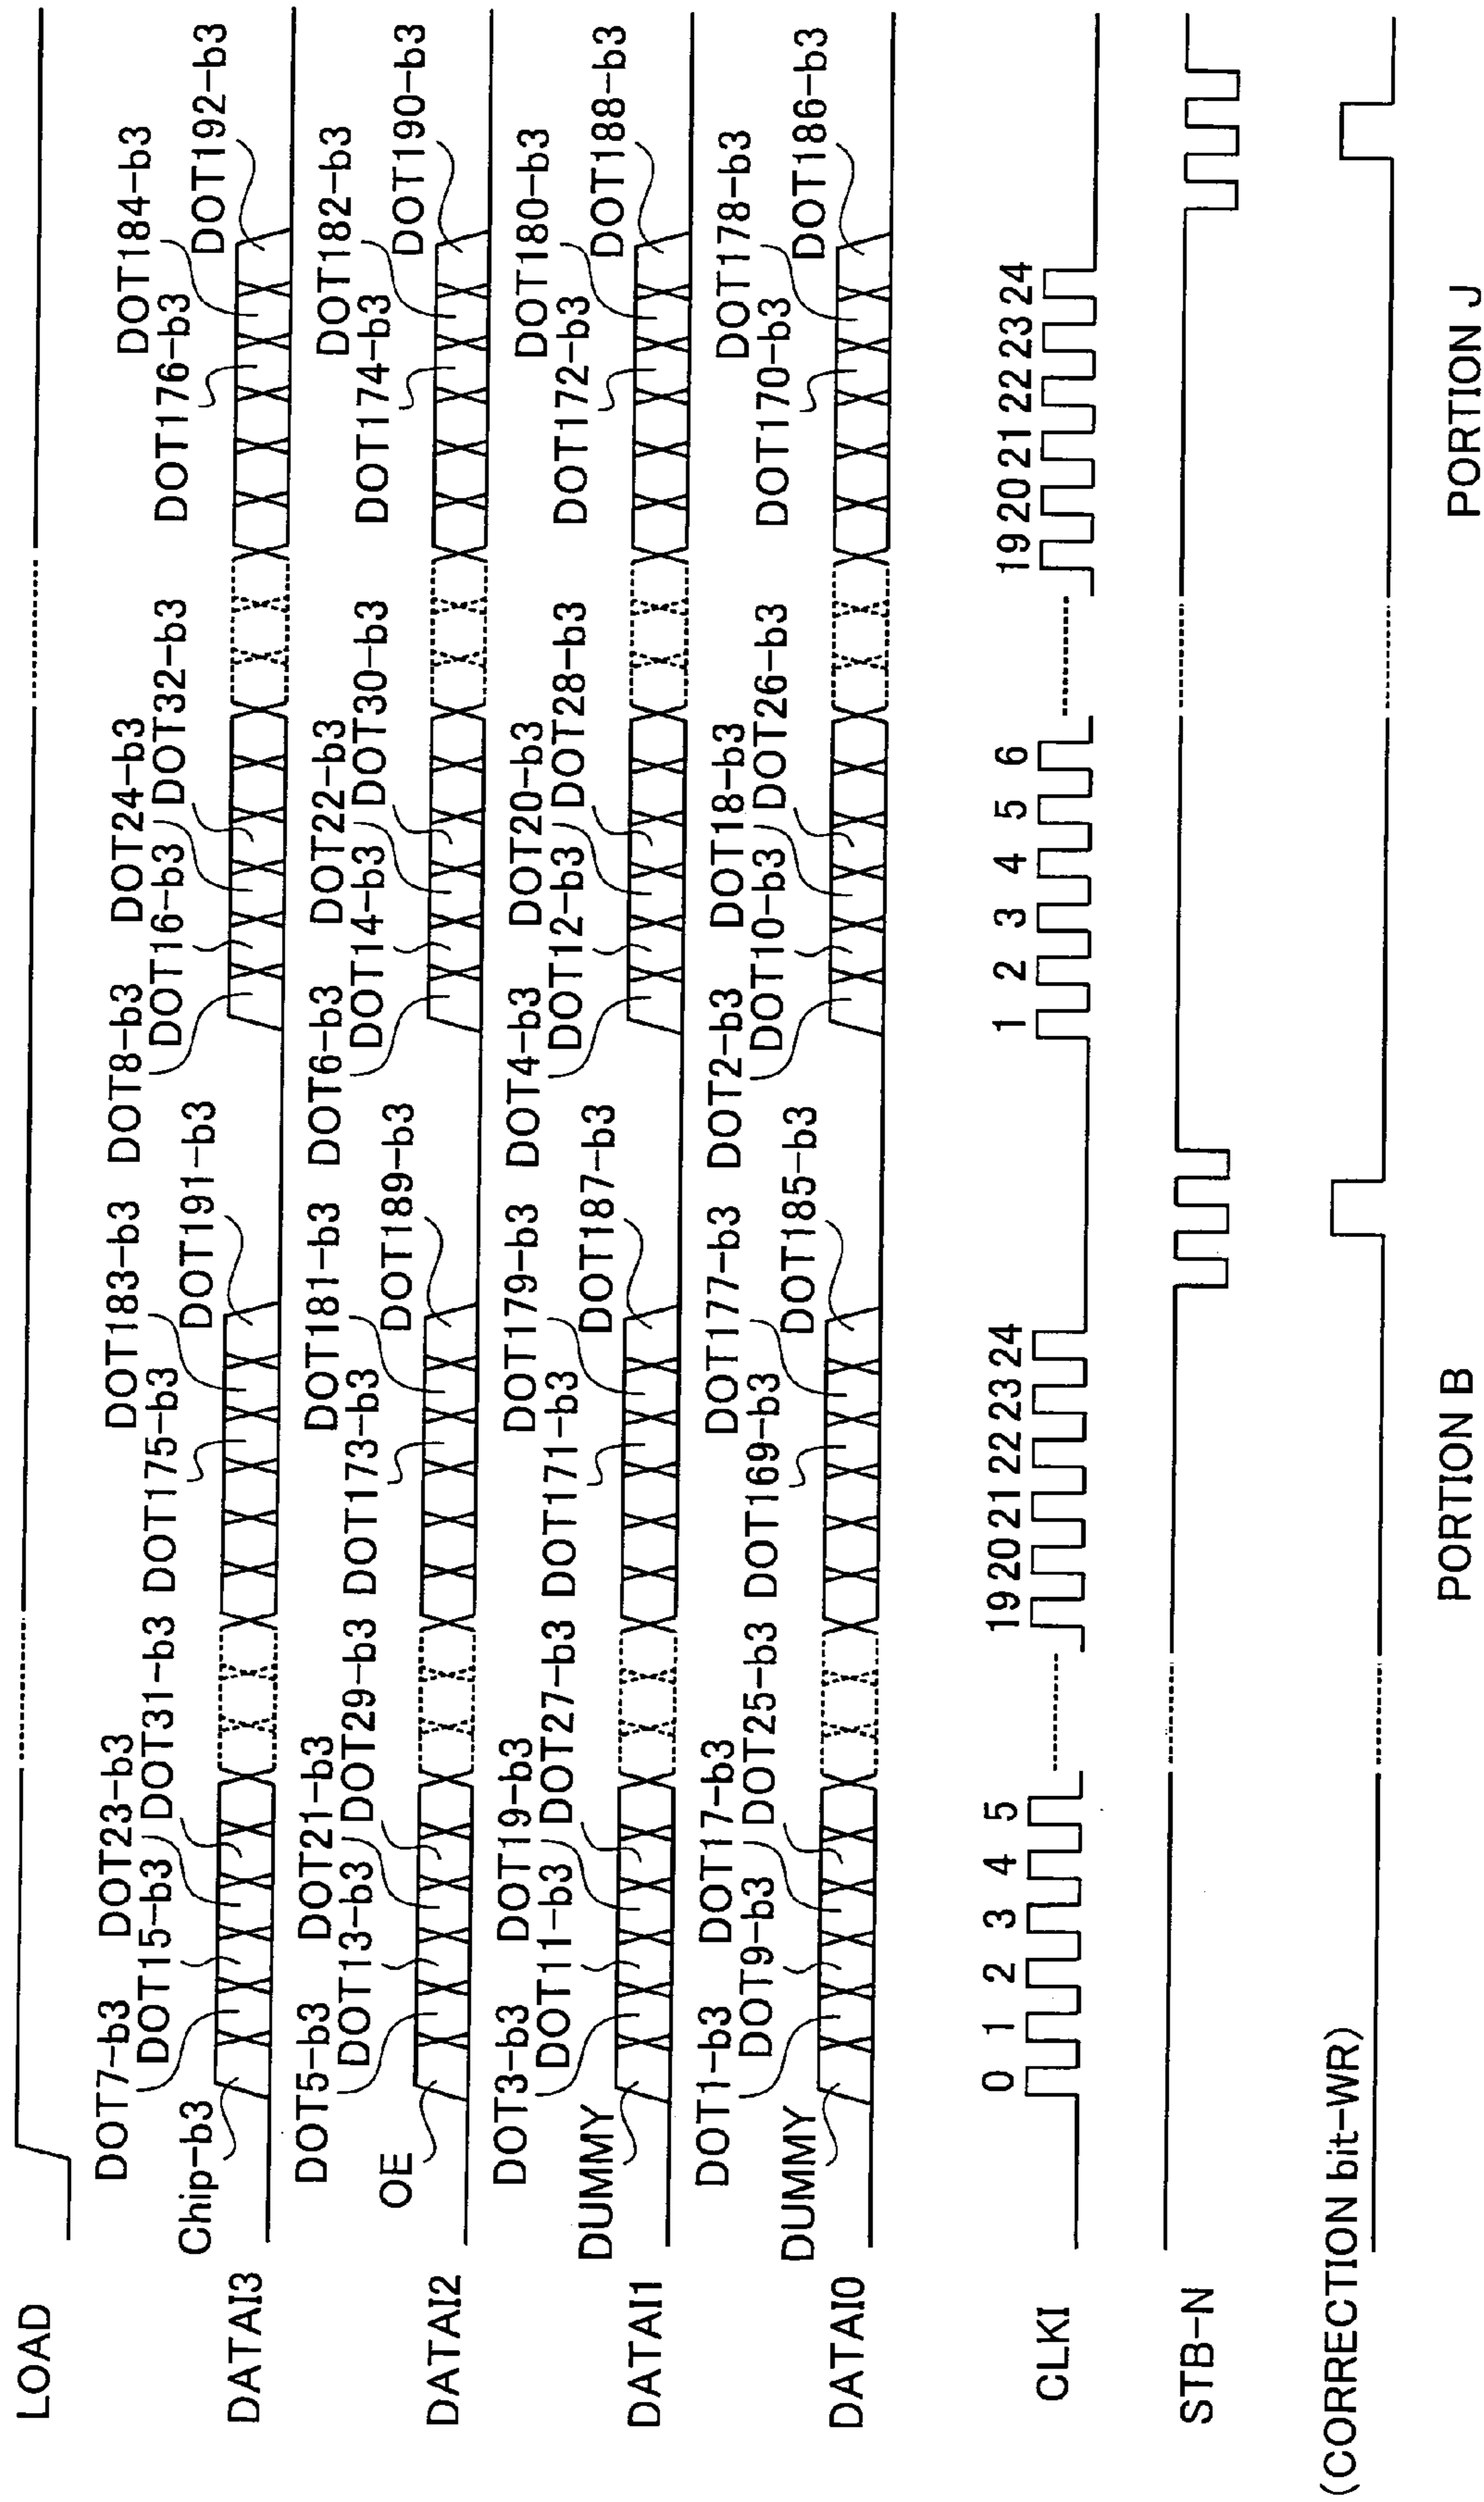 LOAD
DOT7-b3 DOT23-b3 DOT183-b3 DOT8-b3 DOT24-b3 DOT184-b3
Chip-b3 DOT15-b3 DOT31-b3 DOT175-b3 DOT191-b3 DOT16-b3 DOT32-b3 DOT176-b3 DOT192-b3
DATAI3
DOT5-b3 DOT21-b3 DOT181-b3 DOT6-b3 DOT22-b3 DOT182-b3
OE DOT13-b3 DOT29-b3 DOT173-b3 DOT189-b3 DOT14-b3 DOT30-b3 DOT174-b3 DOT190-b3
DATAI2
DOT3-b3 DOT19-b3 DOT179-b3 DOT4-b3 DOT20-b3 DOT180-b3
DUMMY DOT11-b3 DOT27-b3 DOT171-b3 DOT187-b3 DOT12-b3 DOT28-b3 DOT172-b3 DOT188-b3
DATAI1
DOT1-b3 DOT17-b3 DOT177-b3 DOT2-b3 DOT18-b3 DOT178-b3
DUMMY DOT9-b3 DOT25-b3 DOT169-b3 DOT185-b3 DOT10-b3 DOT26-b3 DOT170-b3 DOT186-b3
DATAI0
0 1 2 3 4 5 19 20 21 22 23 24 1 2 3 4 5 6 19 20 21 22 23 24
CLKI
STB-N
(CORRECTION bit-WR)
PORTION B PORTION J